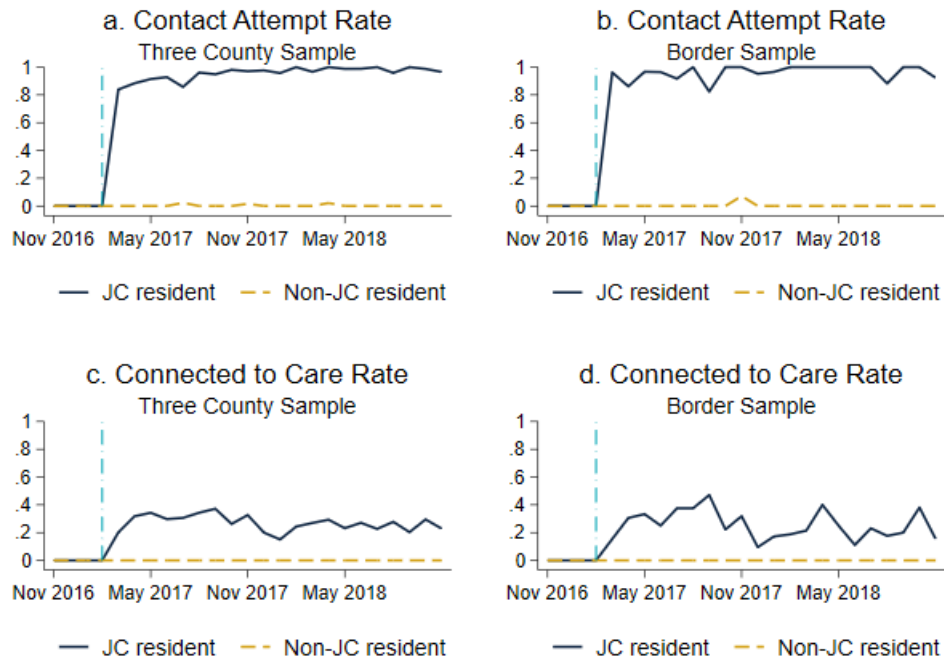 a. Contact Attempt Rate
Three County Sample
1
.8
.6
.4
.2
0
Nov 2016 May 2017 Nov 2017 May 2018
JC resident Non-JC resident
b. Contact Attempt Rate
Border Sample
1
.8
.6
.4
.2
0
Nov 2016 May 2017 Nov 2017 May 2018
JC resident Non-JC resident
c. Connected to Care Rate
Three County Sample
1
.8
.6
.4
.2
0
Nov 2016 May 2017 Nov 2017 May 2018
JC resident Non-JC resident
d. Connected to Care Rate
Border Sample
1
.8
.6
.4
.2
0
Nov 2016 May 2017 Nov 2017 May 2018
JC resident Non-JC resident